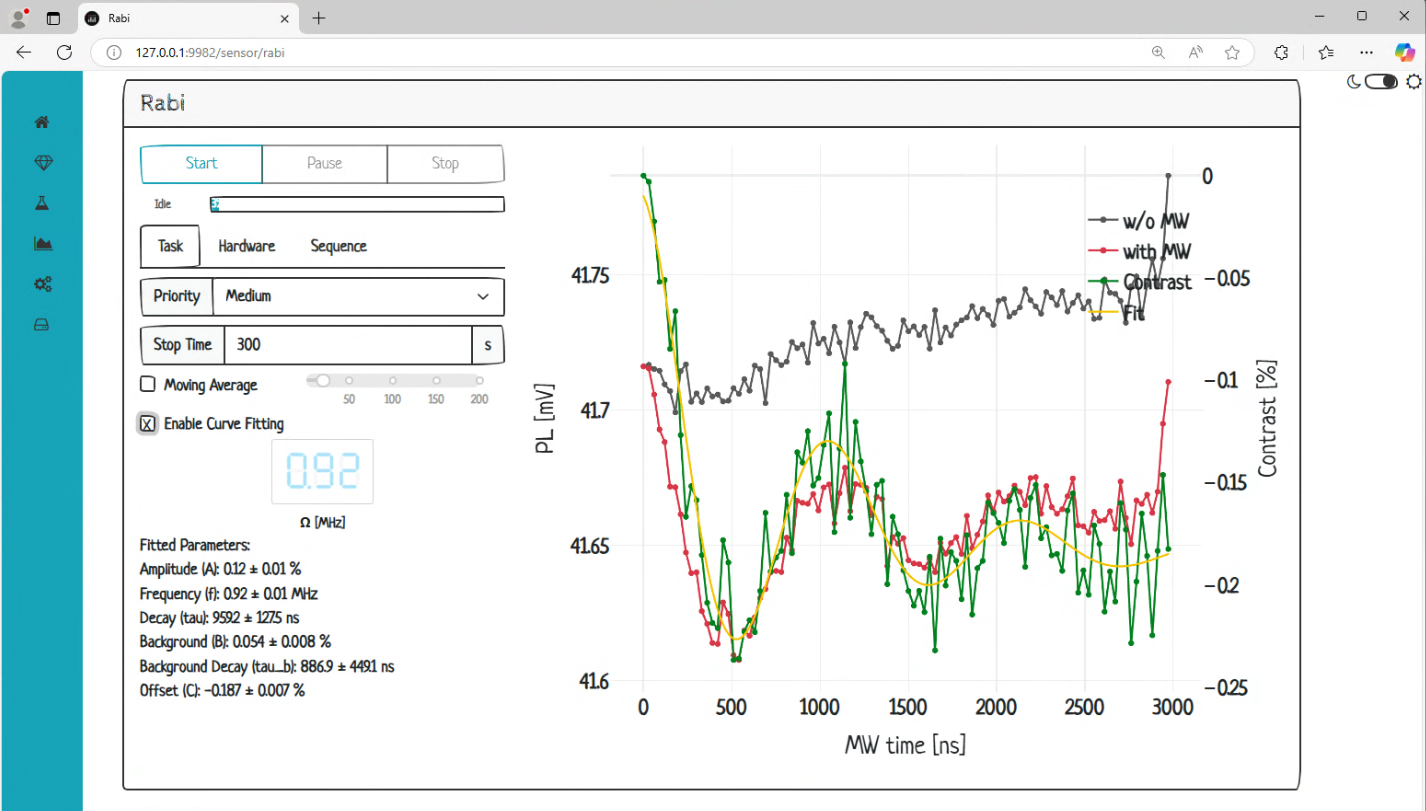 Rabi
127.0.0.1:9982/sensor/rabi
Rabi
Start Pause Stop
Idle
Task Hardware Sequence
Priority Medium
Stop Time 300 s
Moving Average
50 100 150 200
Enable Curve Fitting
0.92
Ω [MHz]
Fitted Parameters:
Amplitude (A): 0.12 ± 0.01 %
Frequency (f): 0.92 ± 0.01 MHz
Decay (tau): 959.2 ± 127.5 ns
Background (B): 0.054 ± 0.008 %
Background Decay (tau_b): 886.9 ± 449.1 ns
Offset (C): −0.187 ± 0.007 %
PL [mV]
41.75
41.7
41.65
41.6
0 500 1000 1500 2000 2500 3000
MW time [ns]
w/o MW
with MW
Contrast
Fit
0
−0.05
−0.1
−0.15
−0.2
−0.25
Contrast [%]